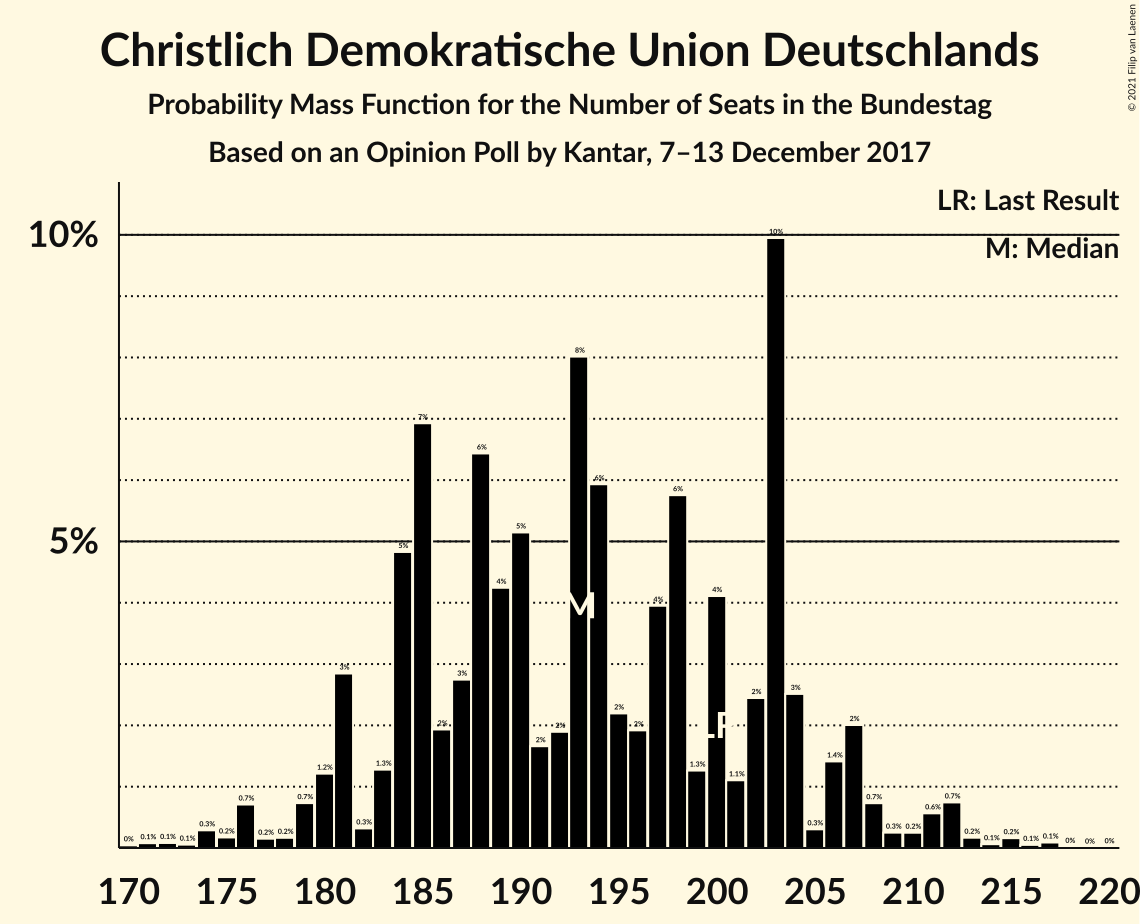 Christlich Demokratische Union Deutschlands
© 2021 Filip van Laenen
Probability Mass Function for the Number of Seats in the Bundestag
Based on an Opinion Poll by Kantar, 7–13 December 2017
LR: Last Result
M: Median
10%
5%
0% 0.1% 0.1% 0.1% 0.3% 0.2% 0.7% 0.2% 0.2% 0.7% 1.2% 3% 0.3% 1.3% 5% 7% 2% 3% 6% 4% 5% 2% 2% 8% 6% 2% 2% 4% 6% 1.3% 4% 1.1% 2% 10% 3% 0.3% 1.4% 2% 0.7% 0.3% 0.2% 0.6% 0.7% 0.2% 0.1% 0.2% 0.1% 0.1% 0% 0% 0%
M
LR
170 175 180 185 190 195 200 205 210 215 220